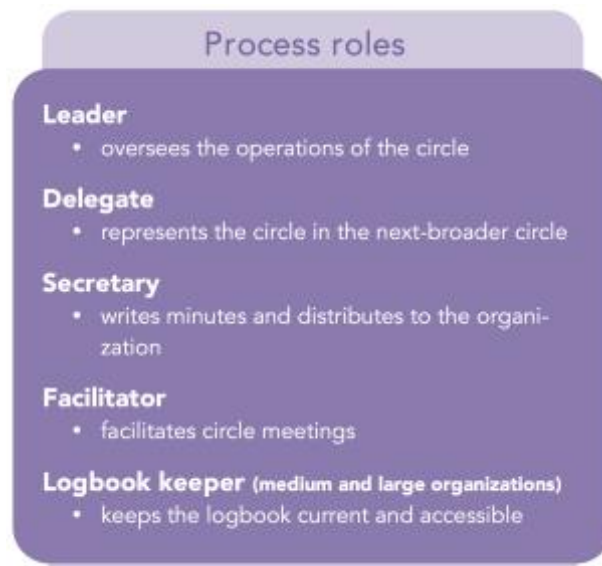 Process roles
Leader
• oversees the operations of the circle
Delegate
• represents the circle in the next-broader circle
Secretary
• writes minutes and distributes to the organi-
zation
Facilitator
• facilitates circle meetings
Logbook keeper (medium and large organizations)
• keeps the logbook current and accessible